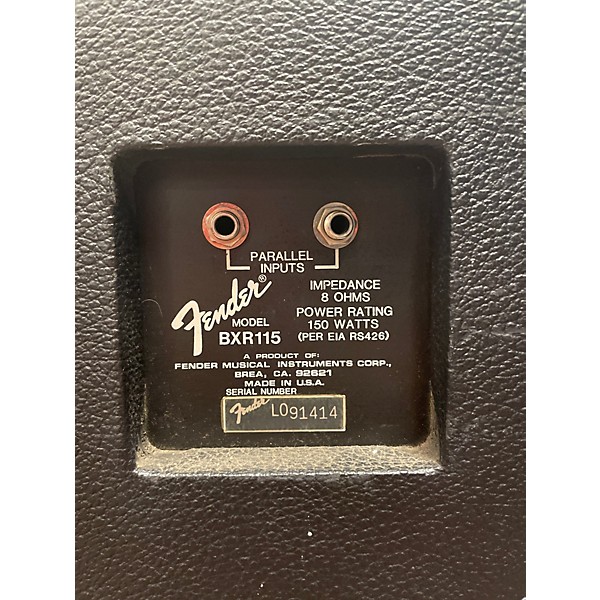 PARALLEL
INPUTS
Fender®
MODEL
BXR115
IMPEDANCE
8 OHMS
POWER RATING
150 WATTS
(PER EIA RS426)
A PRODUCT OF:
FENDER MUSICAL INSTRUMENTS CORP.,
BREA, CA. 92621
MADE IN U.S.A.
SERIAL NUMBER
Fender LO91414